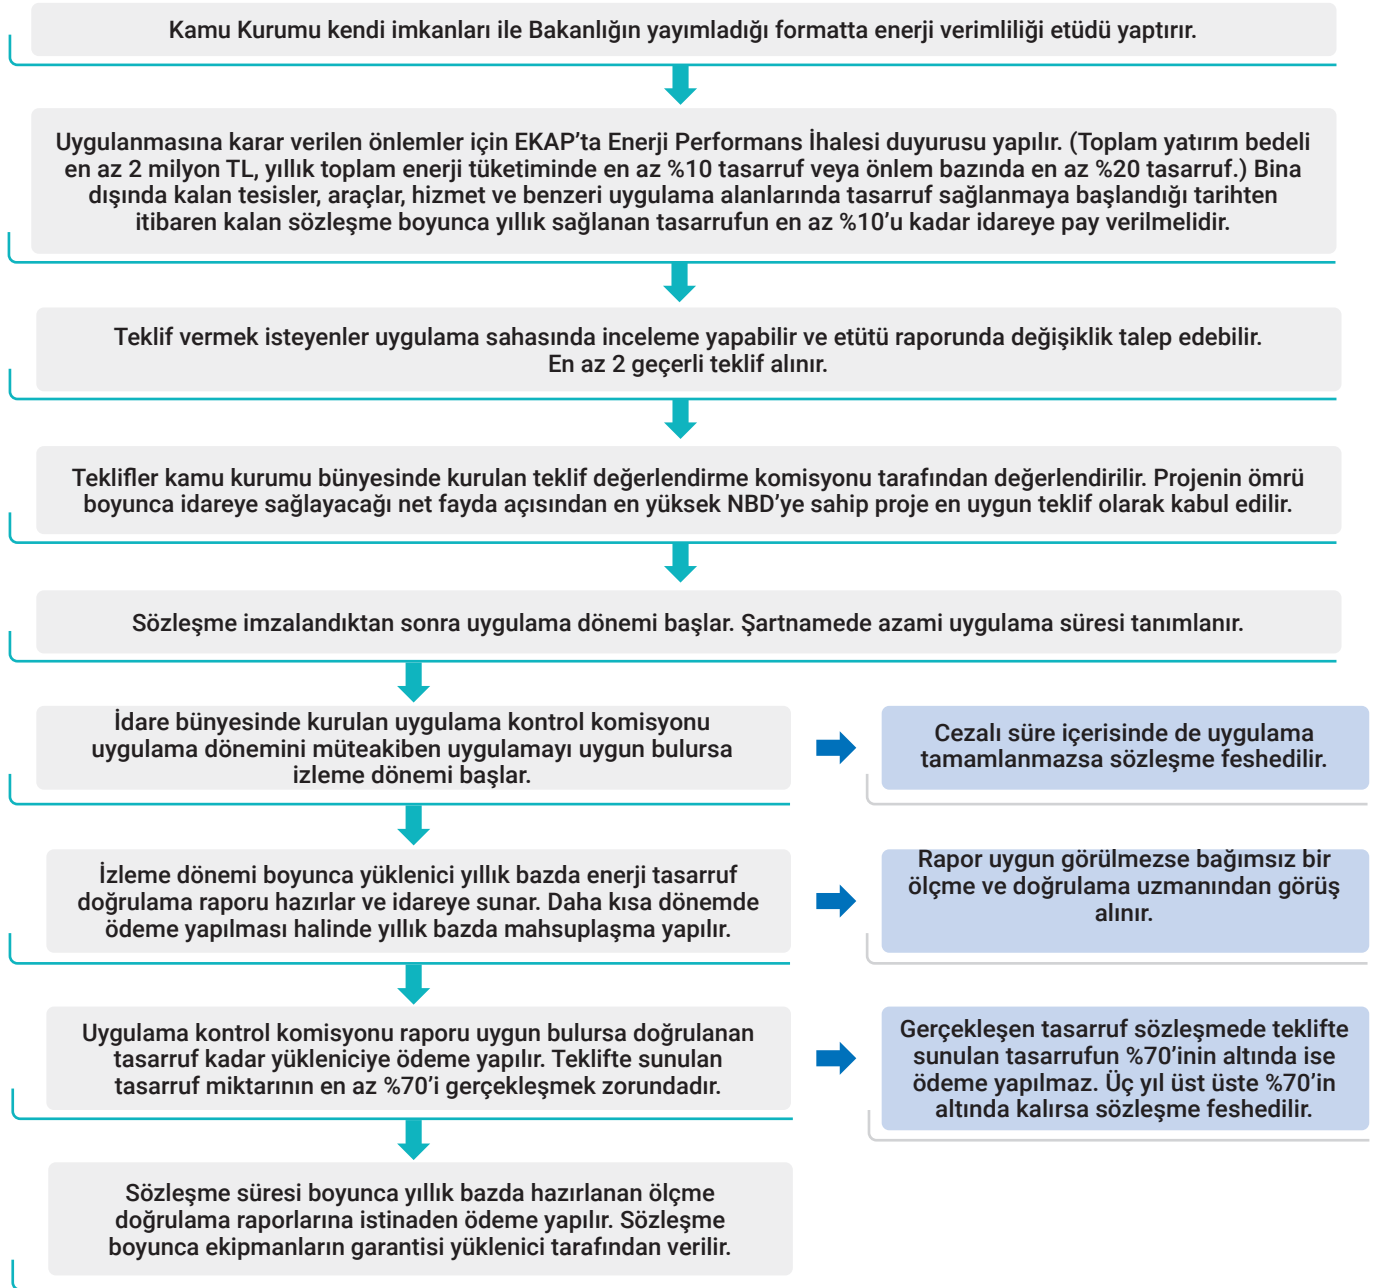 Kamu Kurumu kendi imkanları ile Bakanlığın yayımladığı formatta enerji verimliliği etüdü yaptırır.
Uygulanmasına karar verilen önlemler için EKAP’ta Enerji Performans İhalesi duyurusu yapılır. (Toplam yatırım bedeli
en az 2 milyon TL, yıllık toplam enerji tüketiminde en az %10 tasarruf veya önlem bazında en az %20 tasarruf.) Bina
dışında kalan tesisler, araçlar, hizmet ve benzeri uygulama alanlarında tasarruf sağlanmaya başlandığı tarihten
itibaren kalan sözleşme boyunca yıllık sağlanan tasarrufun en az %10’u kadar idareye pay verilmelidir.
Teklif vermek isteyenler uygulama sahasında inceleme yapabilir ve etütü raporunda değişiklik talep edebilir.
En az 2 geçerli teklif alınır.
Teklifler kamu kurumu bünyesinde kurulan teklif değerlendirme komisyonu tarafından değerlendirilir. Projenin ömrü
boyunca idareye sağlayacağı net fayda açısından en yüksek NBD’ye sahip proje en uygun teklif olarak kabul edilir.
Sözleşme imzalandıktan sonra uygulama dönemi başlar. Şartnamede azami uygulama süresi tanımlanır.
İdare bünyesinde kurulan uygulama kontrol komisyonu
uygulama dönemini müteakiben uygulamayı uygun bulursa
izleme dönemi başlar.
Cezalı süre içerisinde de uygulama
tamamlanmazsa sözleşme feshedilir.
İzleme dönemi boyunca yüklenici yıllık bazda enerji tasarruf
doğrulama raporu hazırlar ve idareye sunar. Daha kısa dönemde
ödeme yapılması halinde yıllık bazda mahsuplaşma yapılır.
Rapor uygun görülmezse bağımsız bir
ölçme ve doğrulama uzmanından görüş
alınır.
Uygulama kontrol komisyonu raporu uygun bulursa doğrulanan
tasarruf kadar yükleniciye ödeme yapılır. Teklifte sunulan
tasarruf miktarının en az %70’i gerçekleşmek zorundadır.
Gerçekleşen tasarruf sözleşmede teklifte
sunulan tasarrufun %70’inin altında ise
ödeme yapılmaz. Üç yıl üst üste %70’in
altında kalırsa sözleşme feshedilir.
Sözleşme süresi boyunca yıllık bazda hazırlanan ölçme
doğrulama raporlarına istinaden ödeme yapılır. Sözleşme
boyunca ekipmanların garantisi yüklenici tarafından verilir.